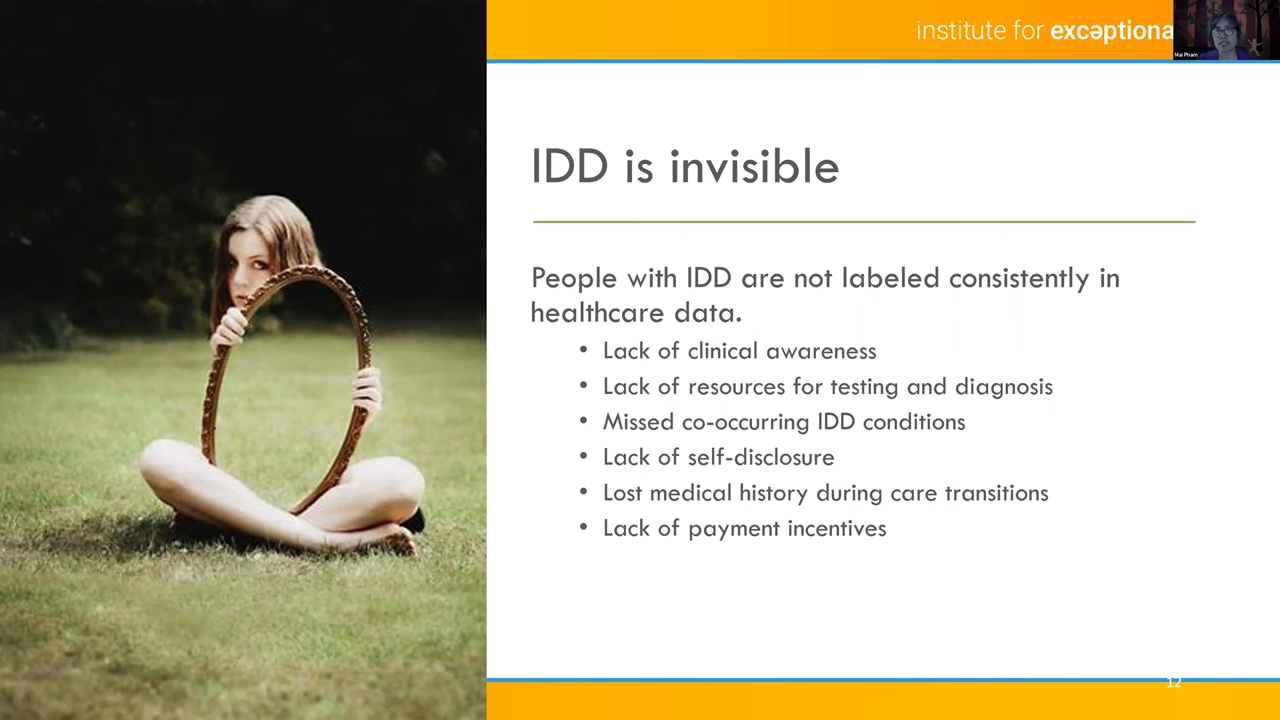 institute for excəptiona
Mai Pham
IDD is invisible
People with IDD are not labeled consistently in
healthcare data.
• Lack of clinical awareness
• Lack of resources for testing and diagnosis
• Missed co-occurring IDD conditions
• Lack of self-disclosure
• Lost medical history during care transitions
• Lack of payment incentives
12